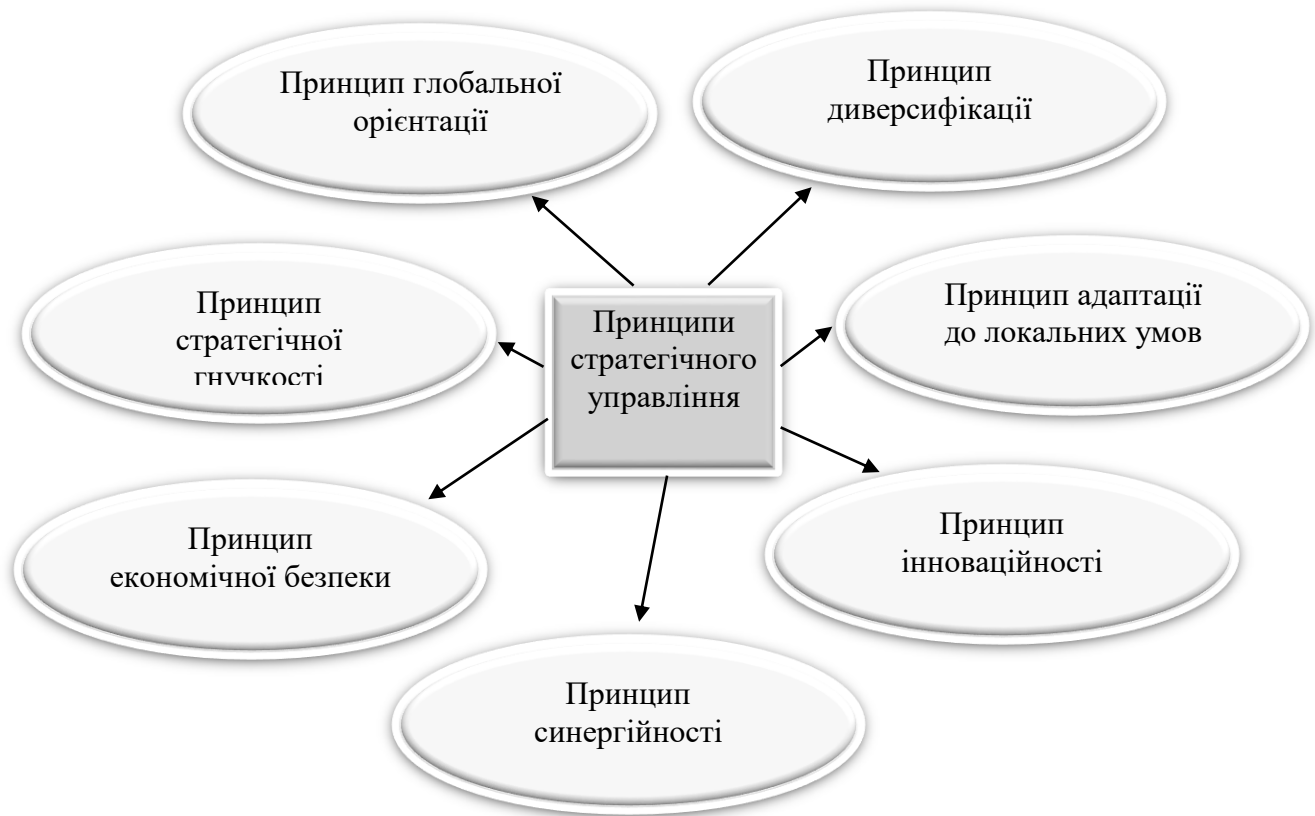 Принцип глобальної
орієнтації
Принцип
диверсифікації
Принцип
стратегічної
гнучкості
Принципи
стратегічного
управління
Принцип адаптації
до локальних умов
Принцип
економічної безпеки
Принцип
інноваційності
Принцип
синергійності